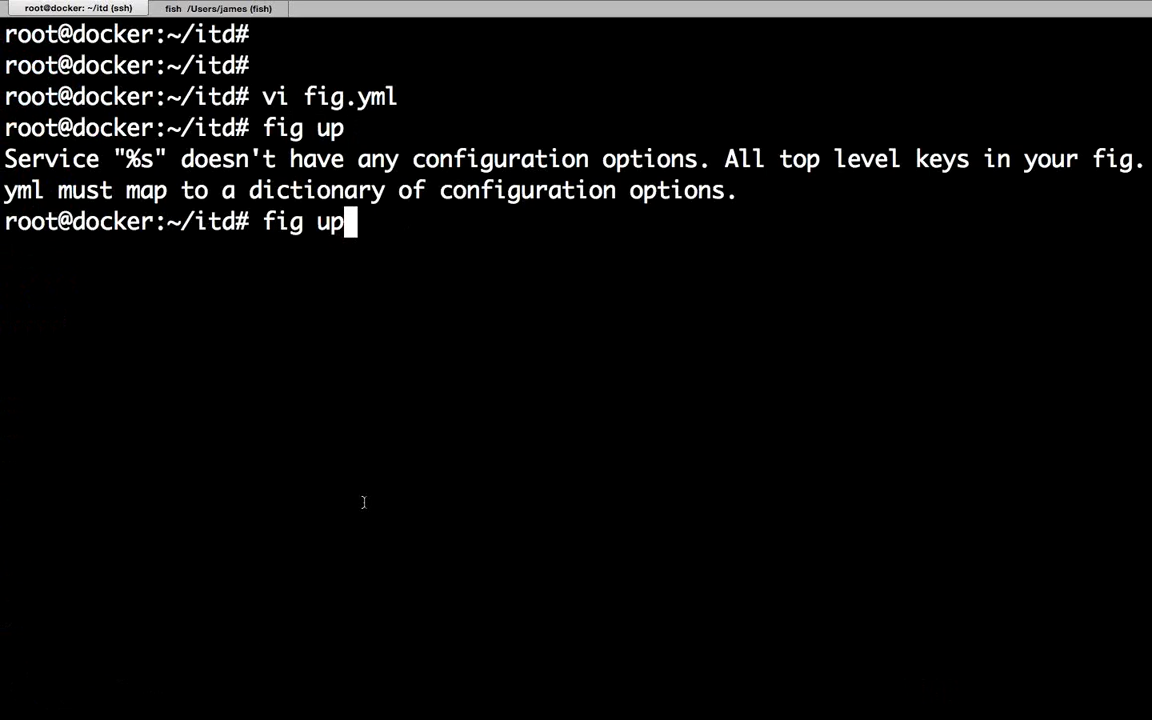 root@docker: ~/itd (ssh)
fish /Users/james (fish)
root@docker:~/itd#
root@docker:~/itd#
root@docker:~/itd# vi fig.yml
root@docker:~/itd# fig up
Service "%s" doesn't have any configuration options. All top level keys in your fig.
yml must map to a dictionary of configuration options.
root@docker:~/itd# fig up